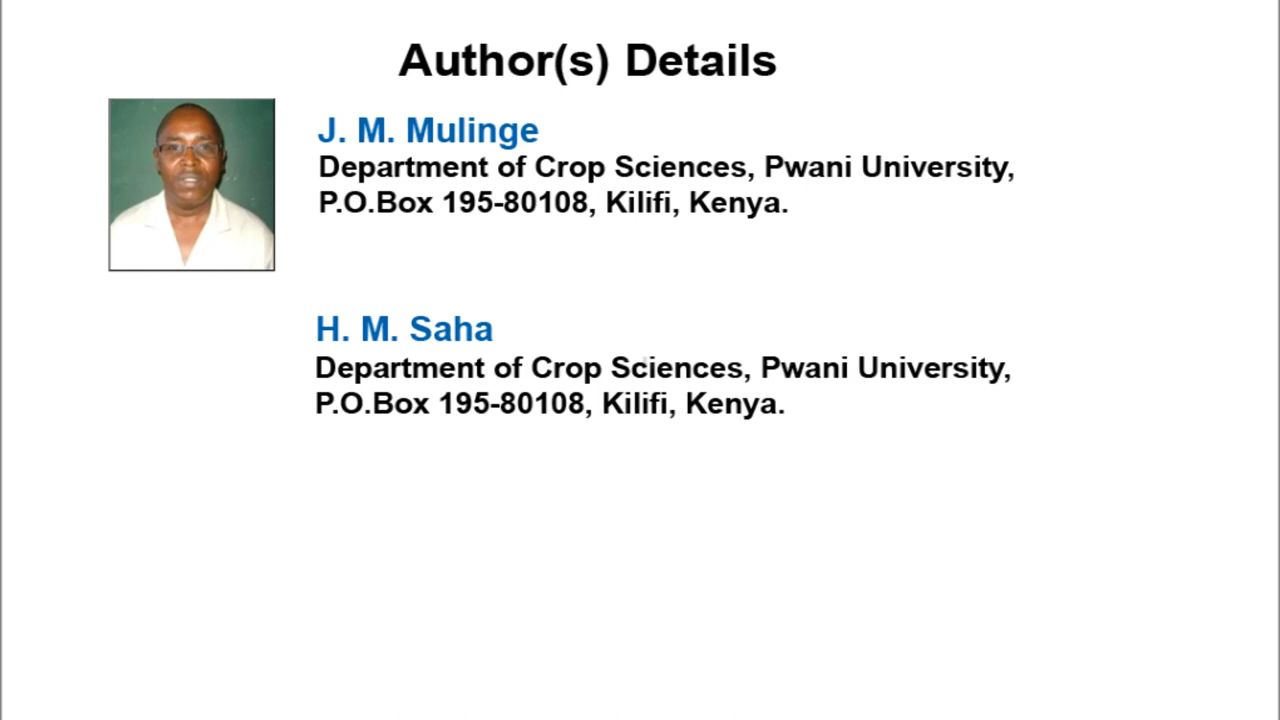 Author(s) Details
J. M. Mulinge
Department of Crop Sciences, Pwani University,
P.O.Box 195-80108, Kilifi, Kenya.
H. M. Saha
Department of Crop Sciences, Pwani University,
P.O.Box 195-80108, Kilifi, Kenya.